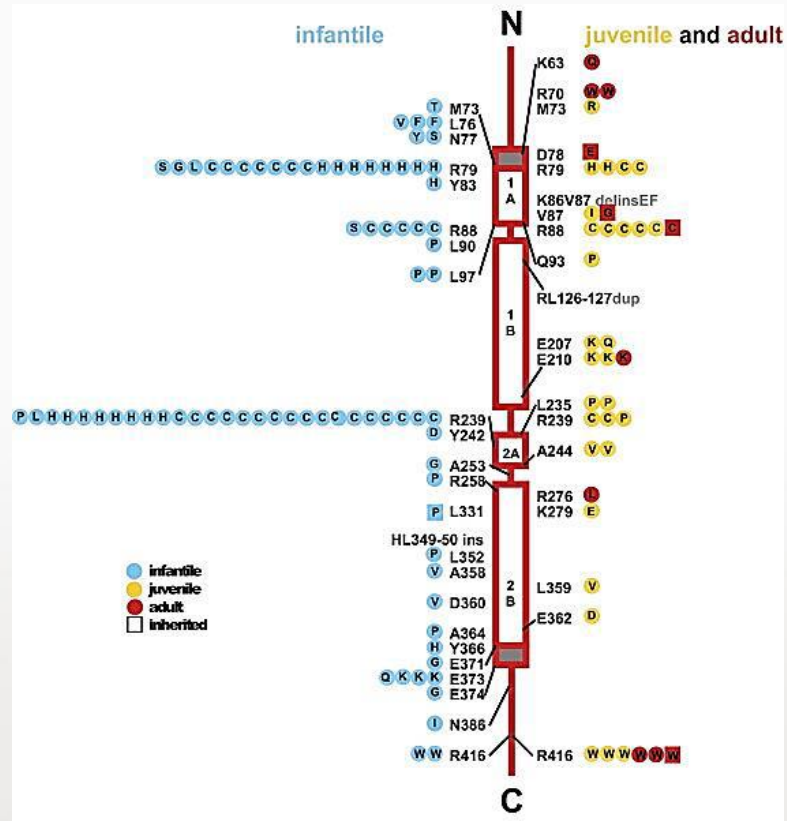 N
infantile
juvenile and adult
K63 Q
R70 W W
T M73
M73 R
V F F L76
Y S N77
D78 E
S G L C C C C C C C H H H H H H H H R79
R79 H H C C
H Y83
1
A
K86V87 delinsEF
V87 I G
S C C C C C R88
R88 C C C C C C
P L90
Q93 P
P P L97
RL126-127dup
1
B
E207 K Q
E210 K K K
L235 P P
P L H H H H H H H H C C C C C C C C C C C C C C C C C R239
R239 C C P
D Y242
2A
A244 V V
G A253
P R258
R276 L
K279 E
P L331
HL349-50 ins
P L352
V A358
L359 V
2
B
D360
V
E362 D
P A364
H Y366
G E371
Q K K K E373
G E374
I N386
W W R416
R416 W W W W W W
infantile
juvenile
adult
inherited
C